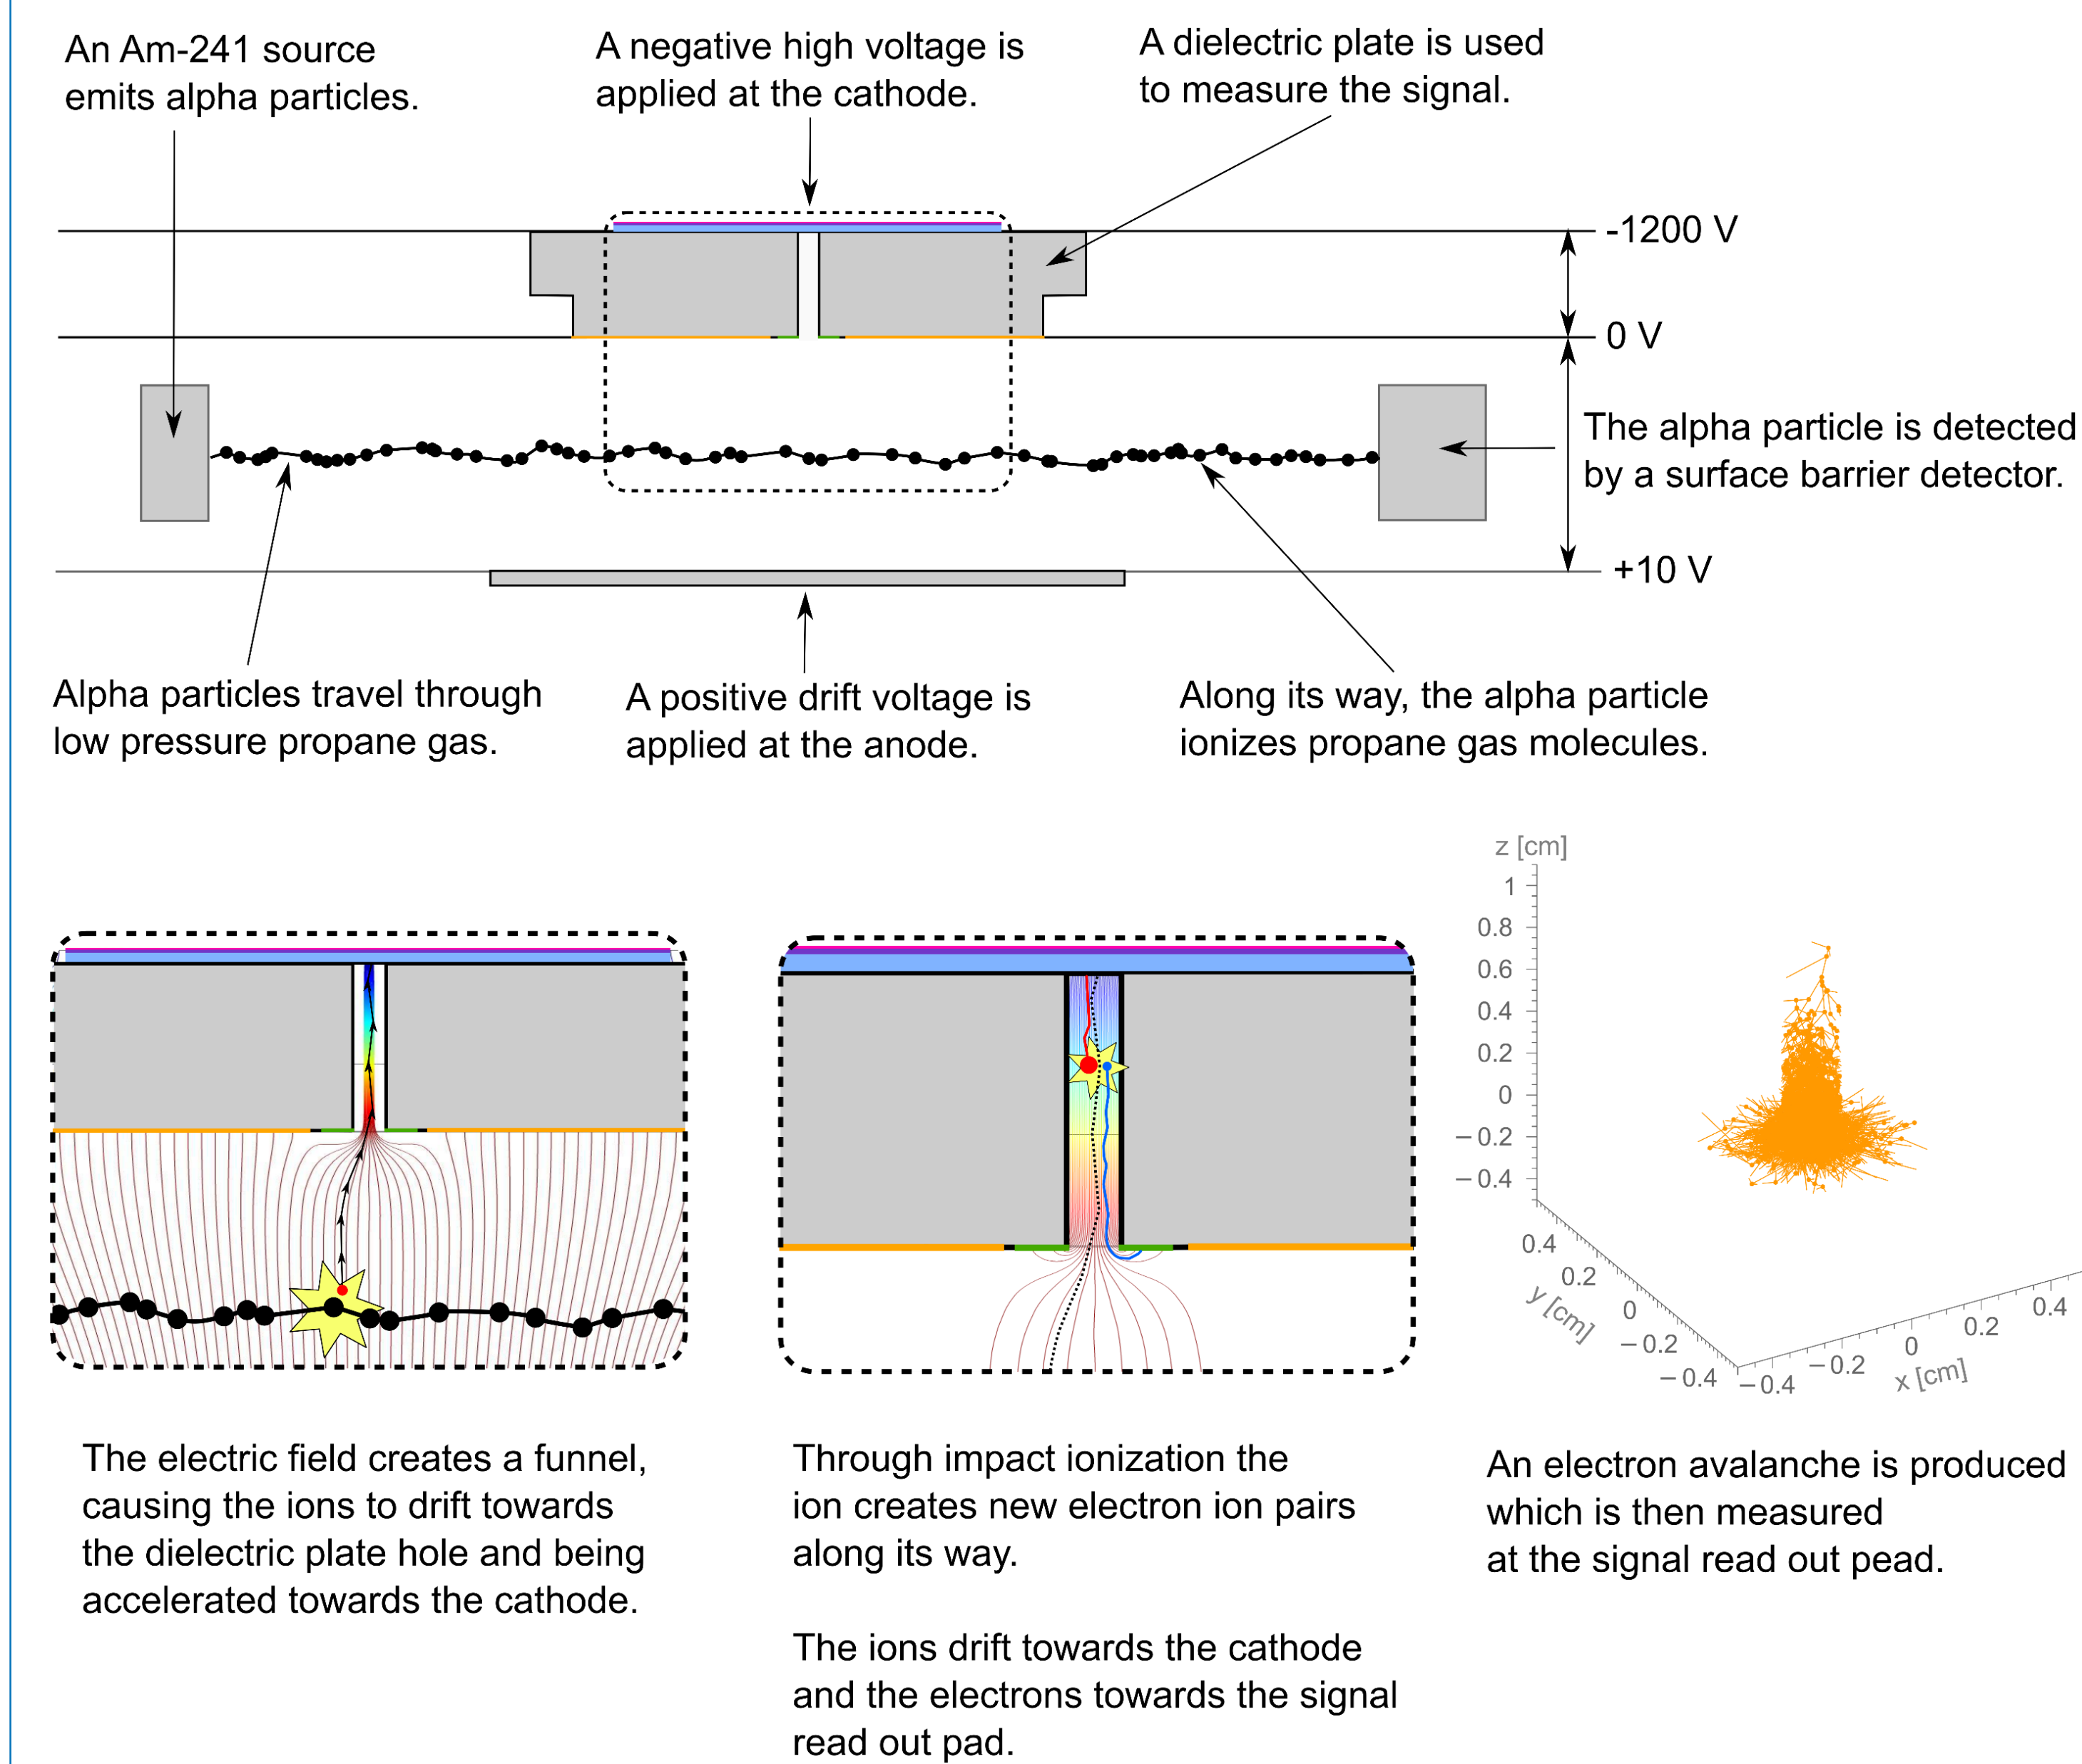 An Am-241 source
emits alpha particles.
A negative high voltage is
applied at the cathode.
A dielectric plate is used
to measure the signal.
-1200 V
0 V
The alpha particle is detected
by a surface barrier detector.
+10 V
Alpha particles travel through
low pressure propane gas.
A positive drift voltage is
applied at the anode.
Along its way, the alpha particle
ionizes propane gas molecules.
z [cm]
1
0.8
0.6
0.4
0.2
0
−0.2
−0.4
0.4
0.2
0
−0.2
−0.4
y [cm]
−0.4
−0.2
0
0.2
0.4
x [cm]
The electric field creates a funnel,
causing the ions to drift towards
the dielectric plate hole and being
accelerated towards the cathode.
Through impact ionization the
ion creates new electron ion pairs
along its way.
The ions drift towards the cathode
and the electrons towards the signal
read out pad.
An electron avalanche is produced
which is then measured
at the signal read out pead.